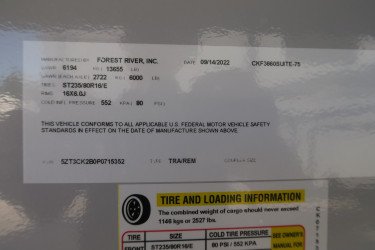 MANUFACTURED BY FOREST RIVER, INC. DATE 09/14/2022 CKF3660SUITE-75
GVWR 6194 KG ( 13655 LBS
GAWR (EACH AXLE) 2722 KG ( 6000 LBS
TIRES ST235/80R16/E
RIMS 16X6.0J
COLD INFL. PRESSURE 552 KPA ( 80 PSI
THIS VEHICLE CONFORMS TO ALL APPLICABLE U.S. FEDERAL MOTOR VEHICLE SAFETY
STANDARDS IN EFFECT ON THE DATE OF MANUFACTURE SHOWN ABOVE.
5ZT3CK2B0P0715352 TYPE TRA/REM
TIRE AND LOADING INFORMATION
The combined weight of cargo should never exceed
1146 kgs or 2527 lbs.
TIRE SIZE COLD TIRE PRESSURE SEE OWNER'S
MANUAL FOR
FRONT ST235/80R16/E 80 PSI / 552 KPA